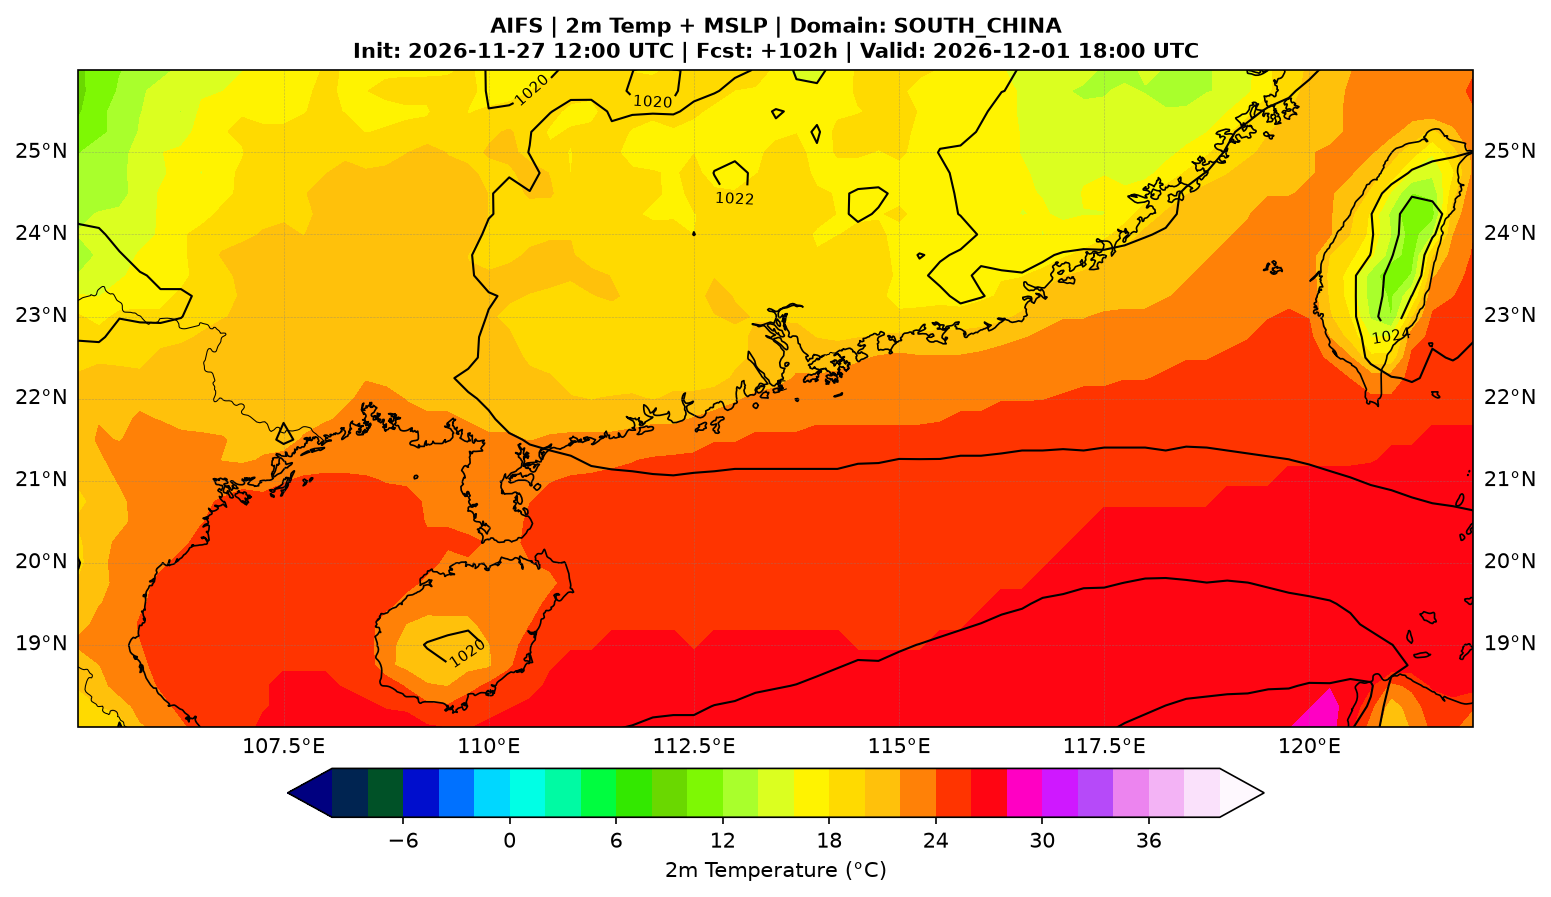 AIFS | 2m Temp + MSLP | Domain: SOUTH_CHINA
Init: 2026-11-27 12:00 UTC | Fcst: +102h | Valid: 2026-12-01 18:00 UTC
1020
1020
25°N
25°N
1022
24°N
24°N
23°N
23°N
1024
22°N
22°N
21°N
21°N
20°N
20°N
19°N
19°N
1020
107.5°E
110°E
112.5°E
115°E
117.5°E
120°E
−6
0
6
12
18
24
30
36
2m Temperature (°C)